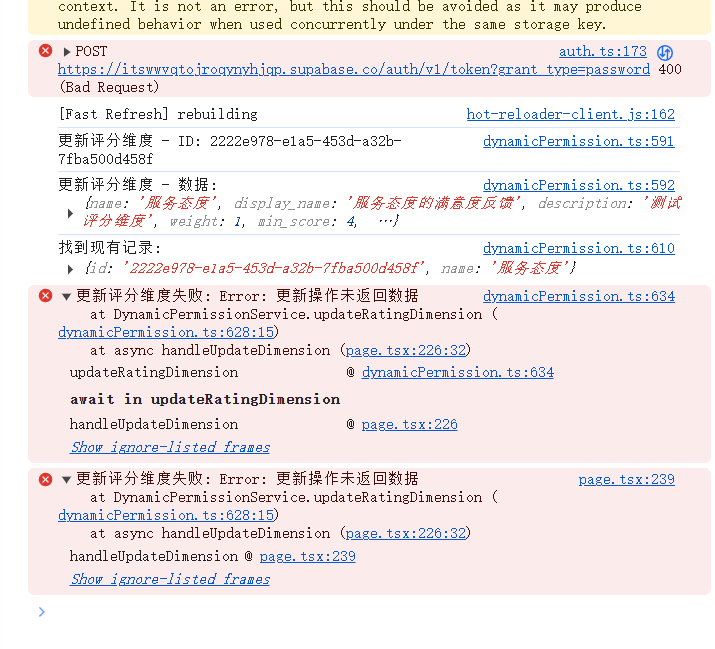 context. It is not an error, but this should be avoided as it may produce
undefined behavior when used concurrently under the same storage key.
POST auth.ts:173
https://itswwvqtojroqynyhjqp.supabase.co/auth/v1/token?grant_type=password 400
(Bad Request)
[Fast Refresh] rebuilding hot-reloader-client.js:162
更新评分维度 - ID: 2222e978-e1a5-453d-a32b- dynamicPermission.ts:591
7fba500d458f
更新评分维度 - 数据: dynamicPermission.ts:592
{name: '服务态度', display_name: '服务态度的满意度反馈', description: '测试
评分维度', weight: 1, min_score: 4, …}
找到现有记录: dynamicPermission.ts:610
{id: '2222e978-e1a5-453d-a32b-7fba500d458f', name: '服务态度'}
更新评分维度失败: Error: 更新操作未返回数据 dynamicPermission.ts:634
at DynamicPermissionService.updateRatingDimension (
dynamicPermission.ts:628:15)
at async handleUpdateDimension (page.tsx:226:32)
updateRatingDimension @ dynamicPermission.ts:634
await in updateRatingDimension
handleUpdateDimension @ page.tsx:226
Show ignore-listed frames
更新评分维度失败: Error: 更新操作未返回数据 page.tsx:239
at DynamicPermissionService.updateRatingDimension (
dynamicPermission.ts:628:15)
at async handleUpdateDimension (page.tsx:226:32)
handleUpdateDimension @ page.tsx:239
Show ignore-listed frames